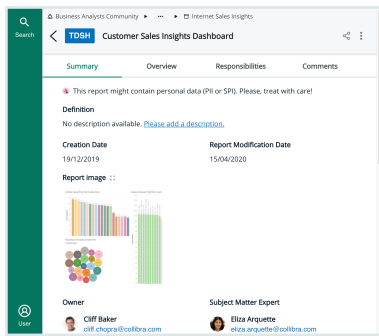 Business Analysts Community ▸ ••• ▸ Internet Sales Insights
Search
TDSH Customer Sales Insights Dashboard
Summary Overview Responsibilities Comments
This report might contain personal data (PII or SPI). Please, treat with care!
Definition
No description available. Please add a description.
Creation Date Report Modification Date
19/12/2019 15/04/2020
Report image
Owner Subject Matter Expert
Cliff Baker Eliza Arquette
cliff.chopra@collibra.com eliza.arquette@collibra.com
User